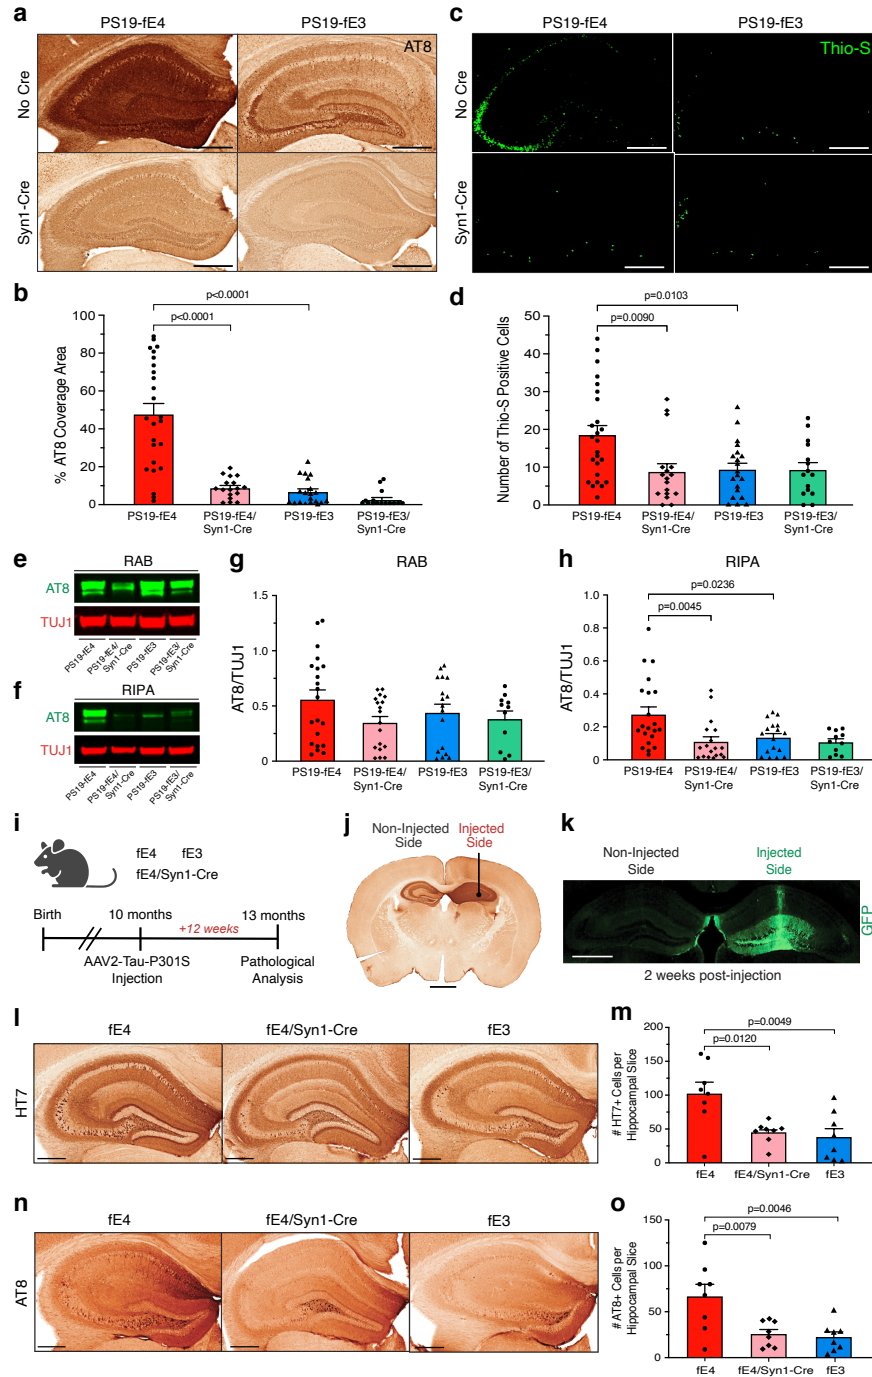 a
PS19-fE4 PS19-fE3
No Cre
AT8
Syn1-Cre
c
PS19-fE4 PS19-fE3
No Cre
Thio-S
Syn1-Cre
b
% AT8 Coverage Area
100
80
60
40
20
0
p<0.0001
p<0.0001
PS19-fE4 PS19-fE4/ PS19-fE3 PS19-fE3/
Syn1-Cre Syn1-Cre
d
Number of Thio-S Positive Cells
50
40
30
20
10
0
p=0.0103
p=0.0090
PS19-fE4 PS19-fE4/ PS19-fE3 PS19-fE3/
Syn1-Cre Syn1-Cre
e
RAB
AT8
TUJ1
PS19-fE4
PS19-fE4/
Syn1-Cre
PS19-fE3
PS19-fE3/
Syn1-Cre
f
RIPA
AT8
TUJ1
PS19-fE4
PS19-fE4/
Syn1-Cre
PS19-fE3
PS19-fE3/
Syn1-Cre
g
RAB
AT8/TUJ1
1.5
1.0
0.5
0
PS19-fE4 PS19-fE4/ PS19-fE3 PS19-fE3/
Syn1-Cre Syn1-Cre
h
RIPA
AT8/TUJ1
1.0
0.8
0.6
0.4
0.2
0
p=0.0236
p=0.0045
PS19-fE4 PS19-fE4/ PS19-fE3 PS19-fE3/
Syn1-Cre Syn1-Cre
i
fE4 fE3
fE4/Syn1-Cre
Birth 10 months 13 months
+12 weeks
AAV2-Tau-P301S Pathological
Injection Analysis
j
Non-Injected Injected
Side Side
k
Non-Injected Injected
Side Side
GFP
2 weeks post-injection
l
fE4 fE4/Syn1-Cre fE3
HT7
m
# HT7+ Cells per
Hippocampal Slice
200
150
100
50
0
p=0.0049
p=0.0120
fE4 fE4/Syn1-Cre fE3
n
fE4 fE4/Syn1-Cre fE3
AT8
o
# AT8+ Cells per
Hippocampal Slice
150
100
50
0
p=0.0046
p=0.0079
fE4 fE4/Syn1-Cre fE3